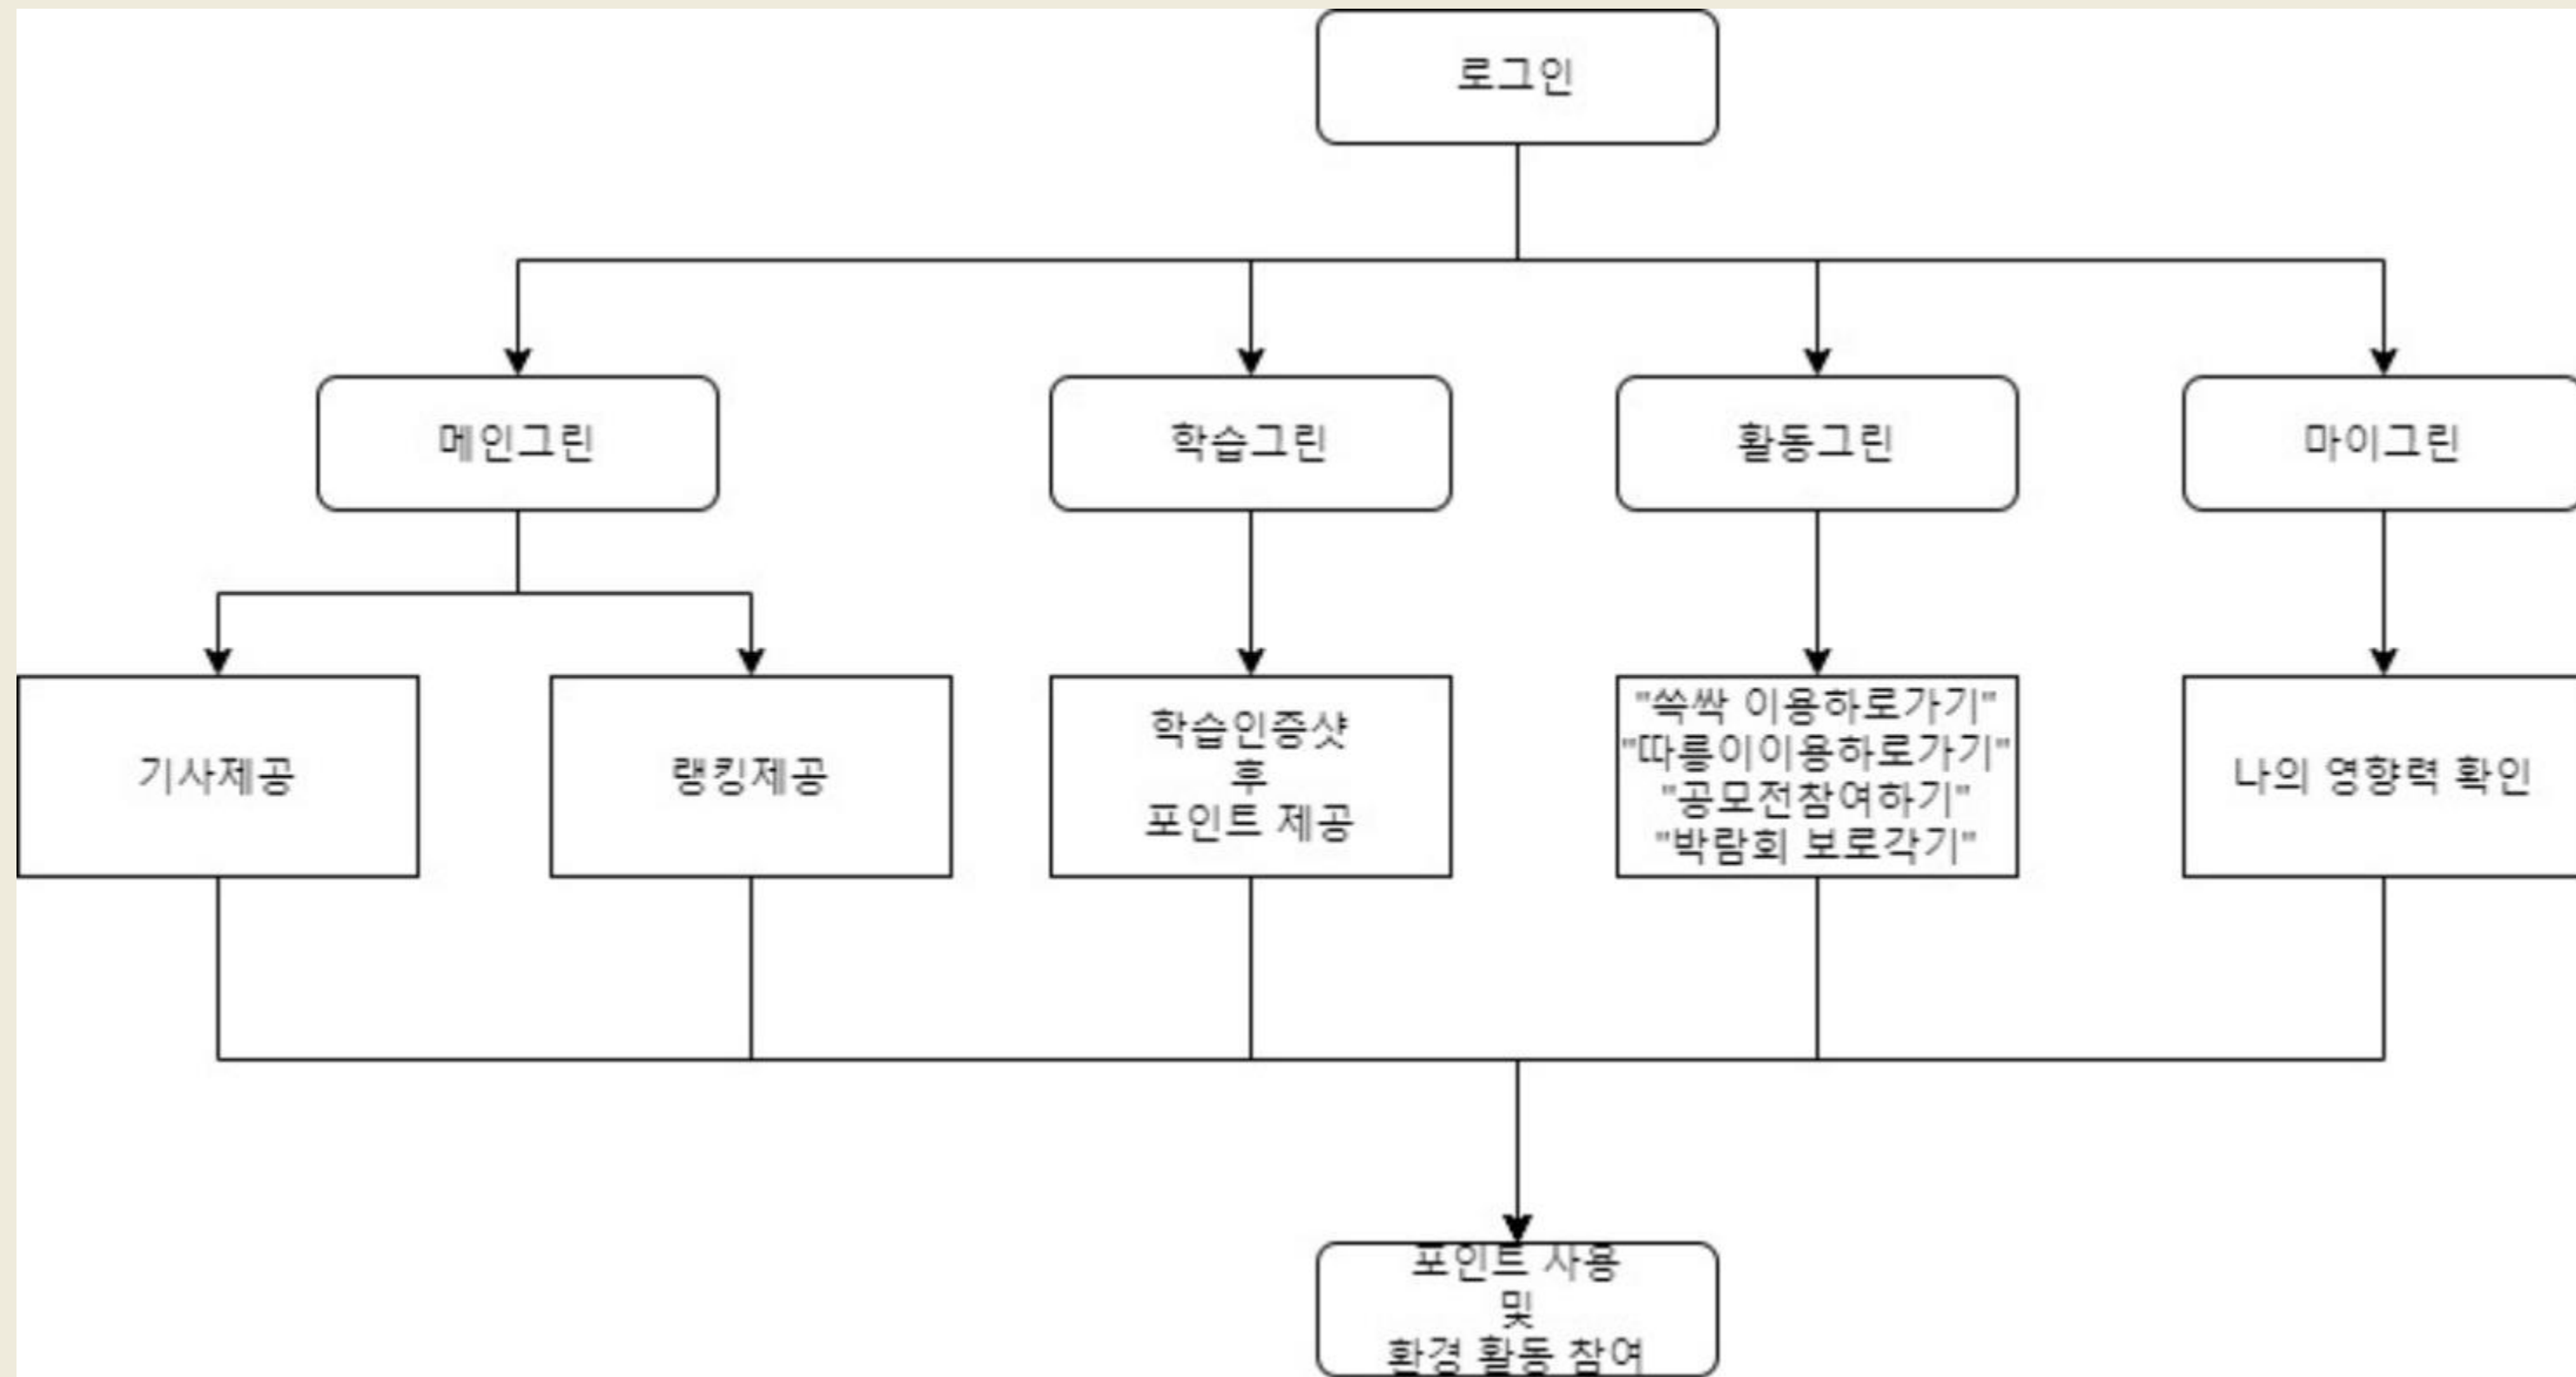 로그인
메인그린
학습그린
활동그린
마이그린
기사제공
랭킹제공
학습인증샷
후
포인트 제공
"쓱싹 이용하로가기"
"따릉이이용하로가기"
"공모전참여하기"
"박람회 보로각기"
나의 영향력 확인
포인트 사용
및
환경 활동 참여